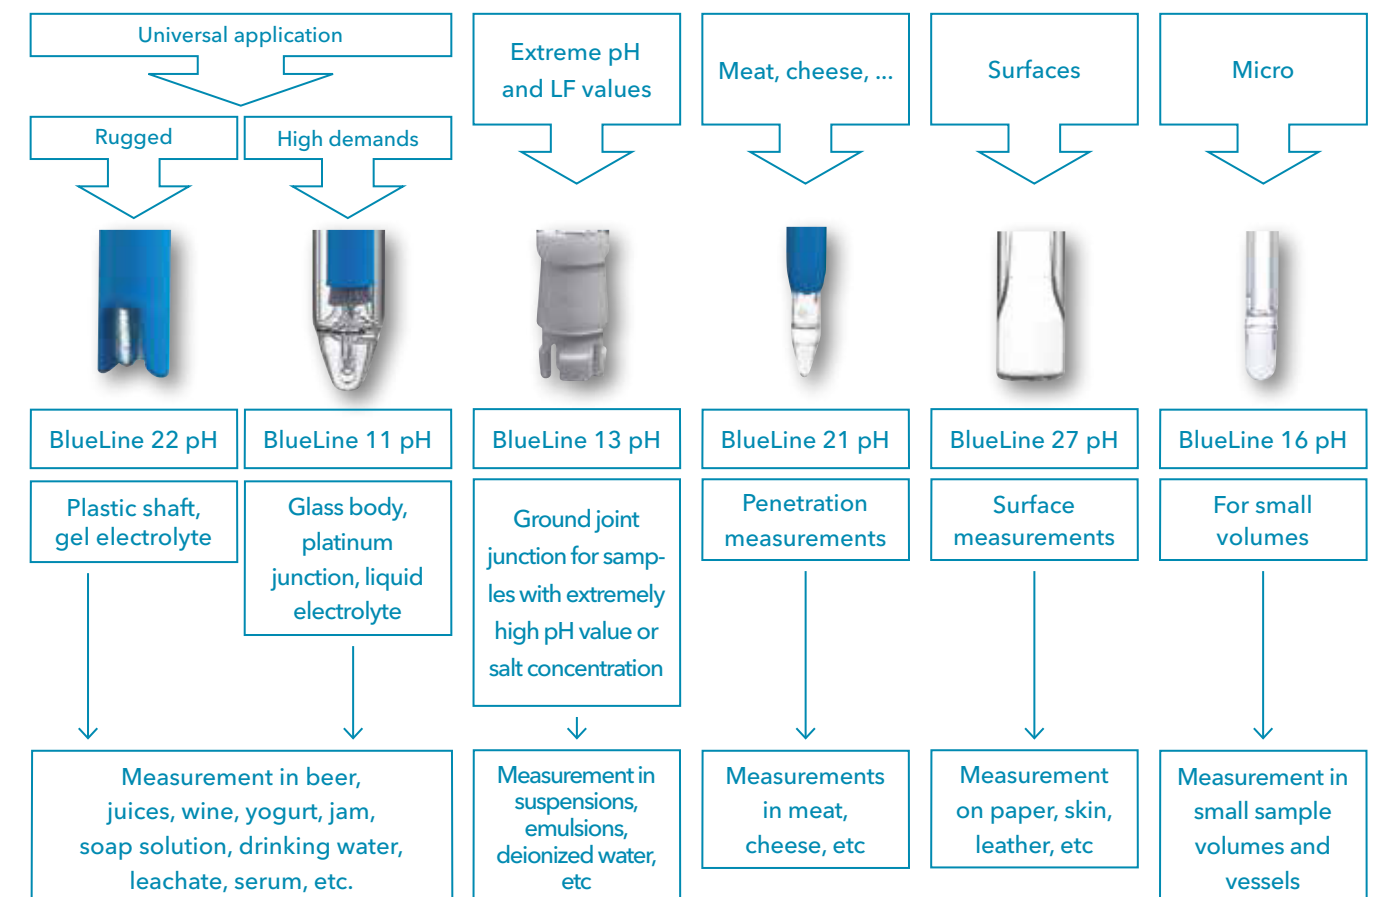 Universal application
Rugged
High demands
Extreme pH
and LF values
Meat, cheese, ...
Surfaces
Micro
BlueLine 22 pH
BlueLine 11 pH
BlueLine 13 pH
BlueLine 21 pH
BlueLine 27 pH
BlueLine 16 pH
Plastic shaft,
gel electrolyte
Glass body,
platinum
junction, liquid
electrolyte
Ground joint
junction for samp-
les with extremely
high pH value or
salt concentration
Penetration
measurements
Surface
measurements
For small
volumes
Measurement in beer,
juices, wine, yogurt, jam,
soap solution, drinking water,
leachate, serum, etc.
Measurement in
suspensions,
emulsions,
deionized water,
etc
Measurements
in meat,
cheese, etc
Measurement
on paper, skin,
leather, etc
Measurement in
small sample
volumes and
vessels